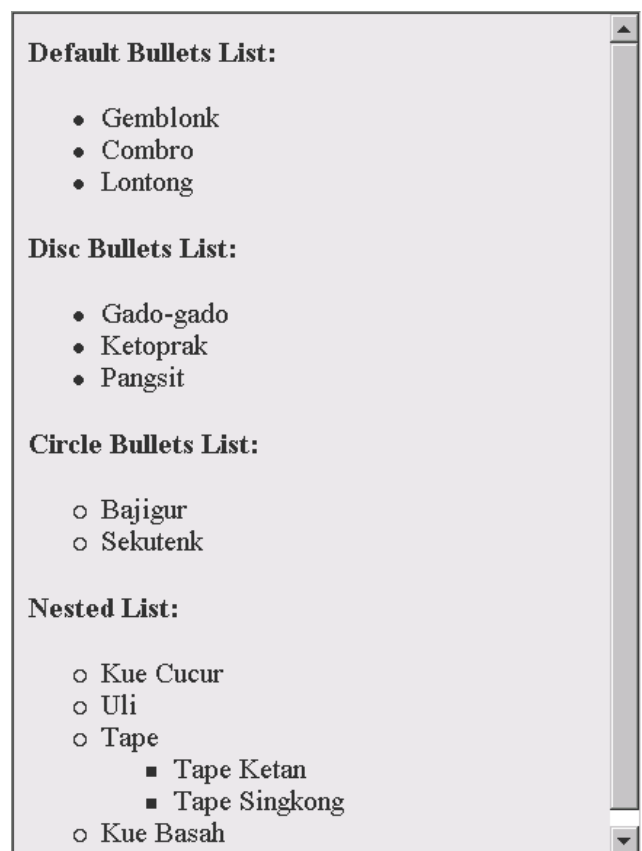 Default Bullets List:
• Gemblonk
• Combro
• Lontong
Disc Bullets List:
• Gado-gado
• Ketoprak
• Pangsit
Circle Bullets List:
○ Bajigur
○ Sekutenk
Nested List:
○ Kue Cucur
○ Uli
○ Tape
■ Tape Ketan
■ Tape Singkong
○ Kue Basah